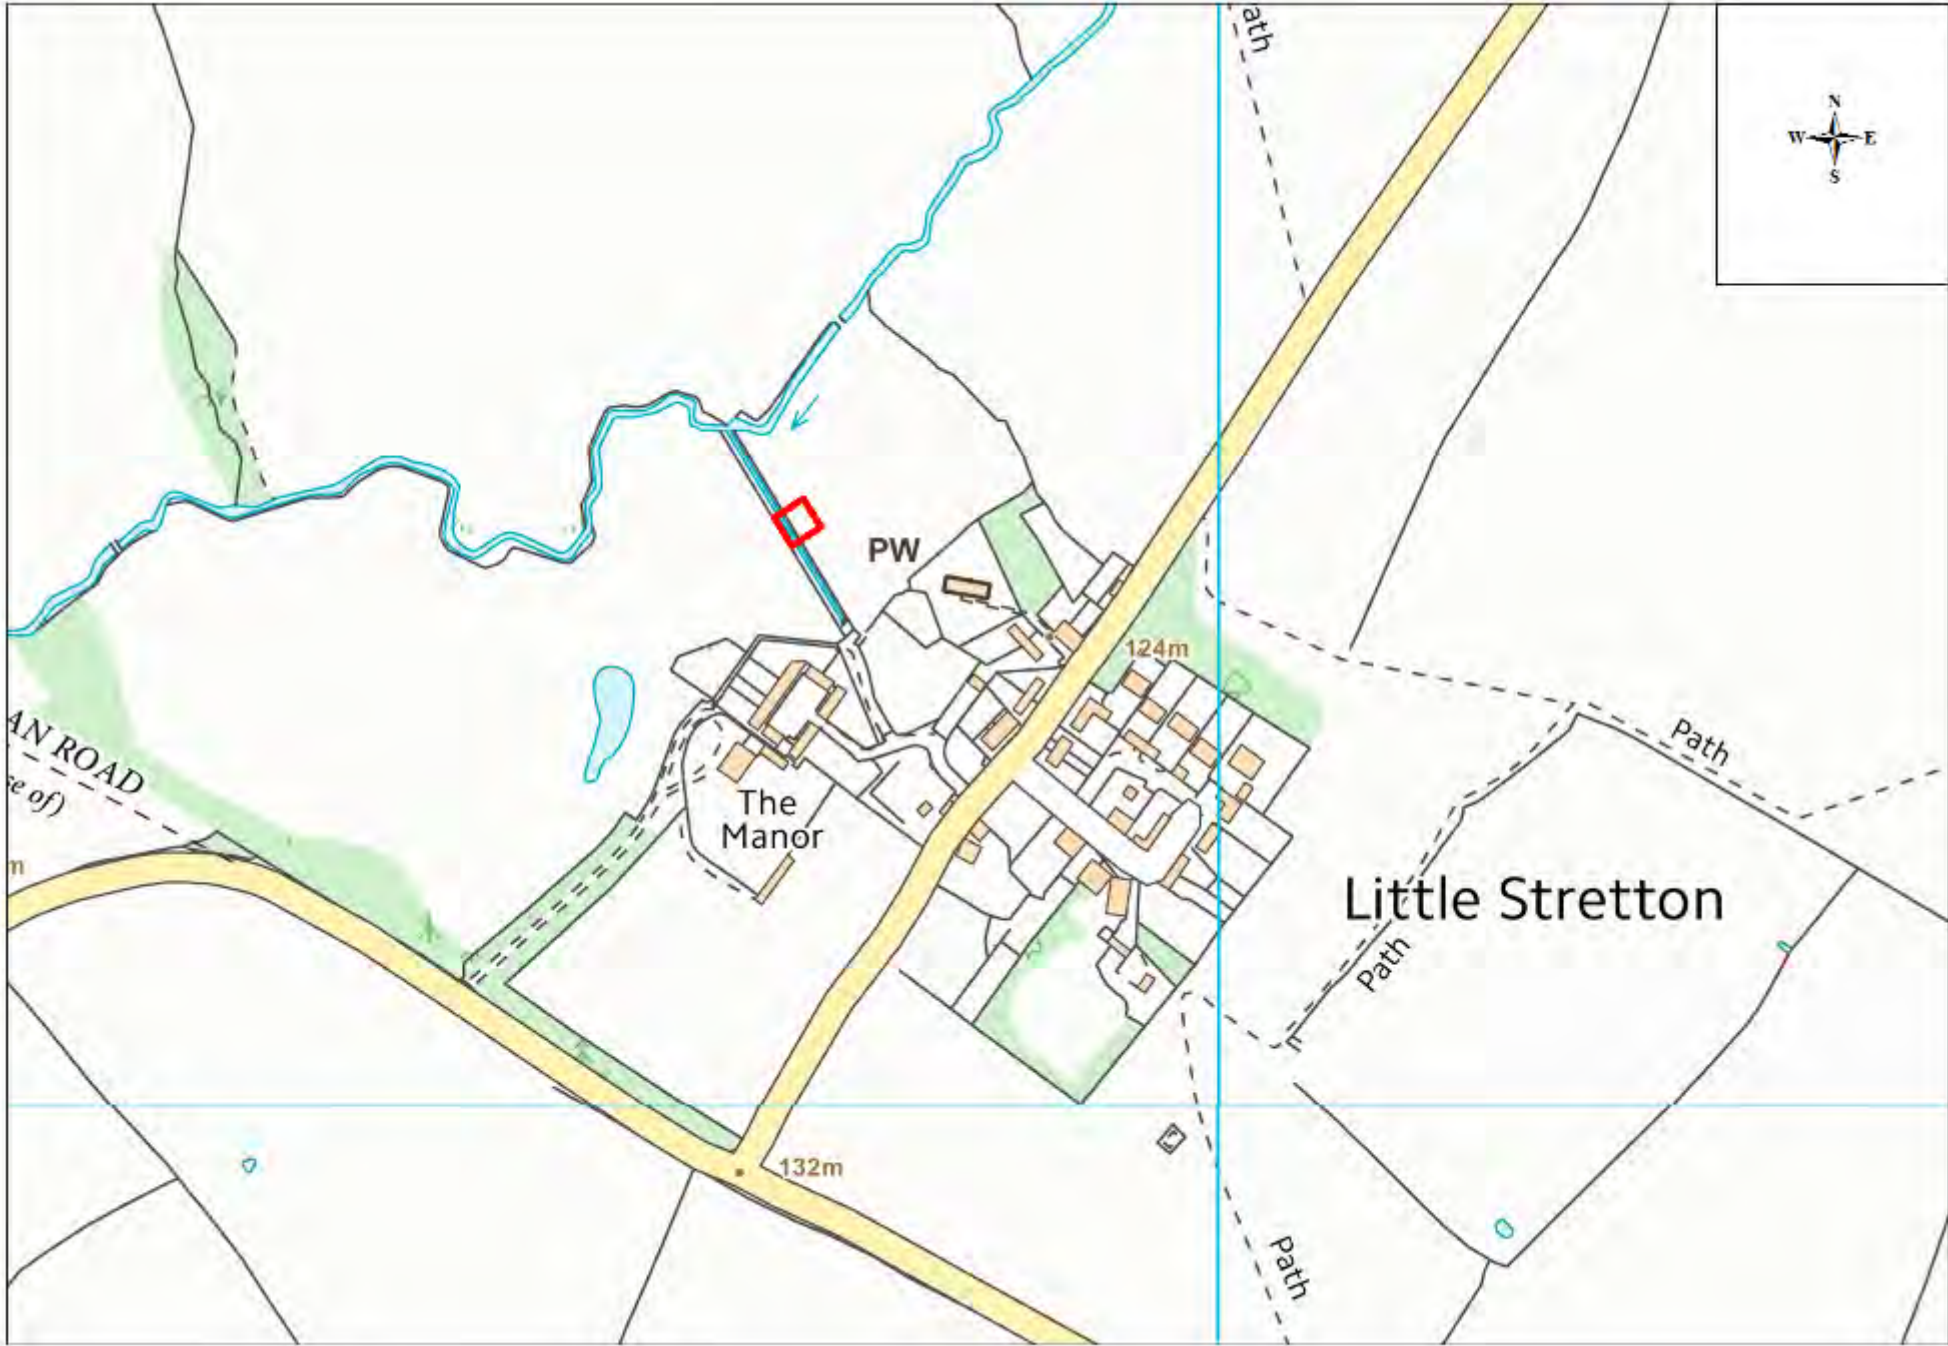 ath
N
W E
S
PW
124m
AN ROAD
se of)
Path
The
Manor
m
Little Stretton
Path
132m
Path